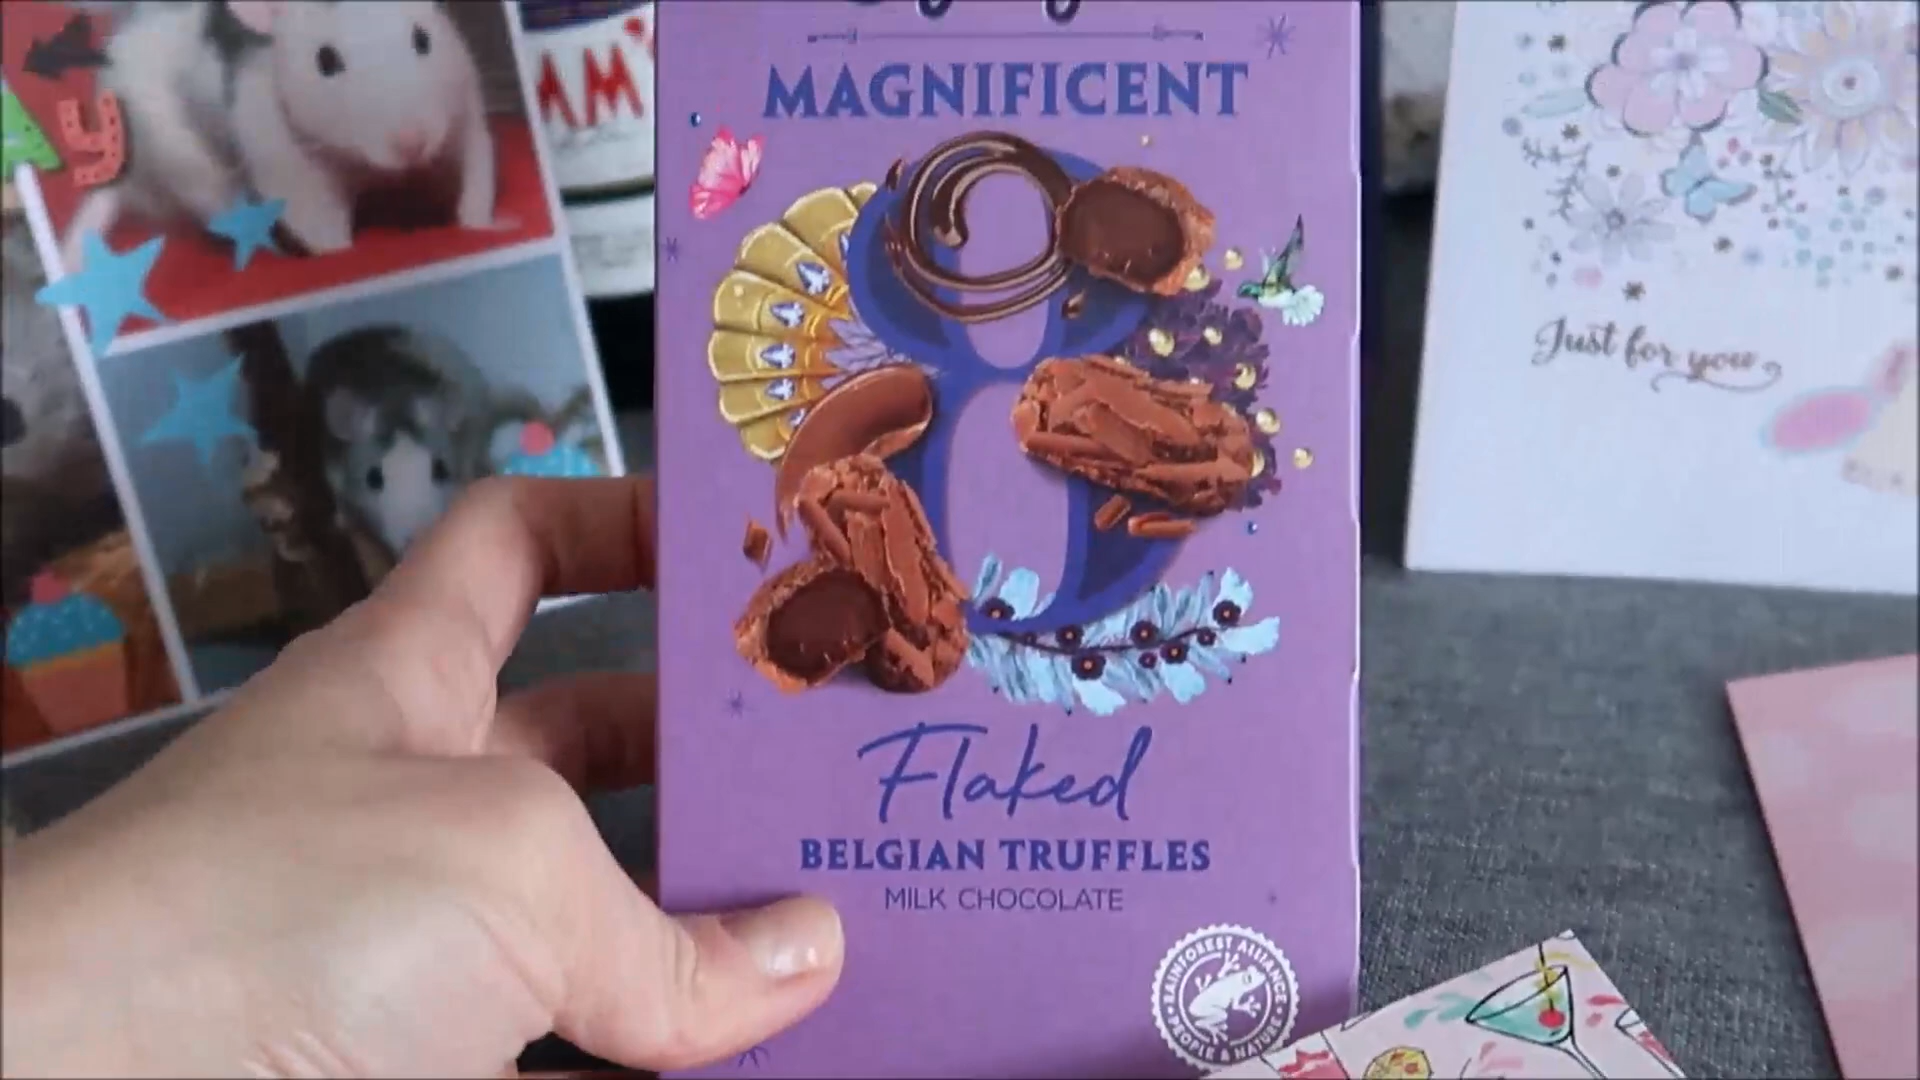 MAGNIFICENT
Flaked
BELGIAN TRUFFLES
MILK CHOCOLATE
RAINFOREST ALLIANCE
PEOPLE & NATURE
Just for you